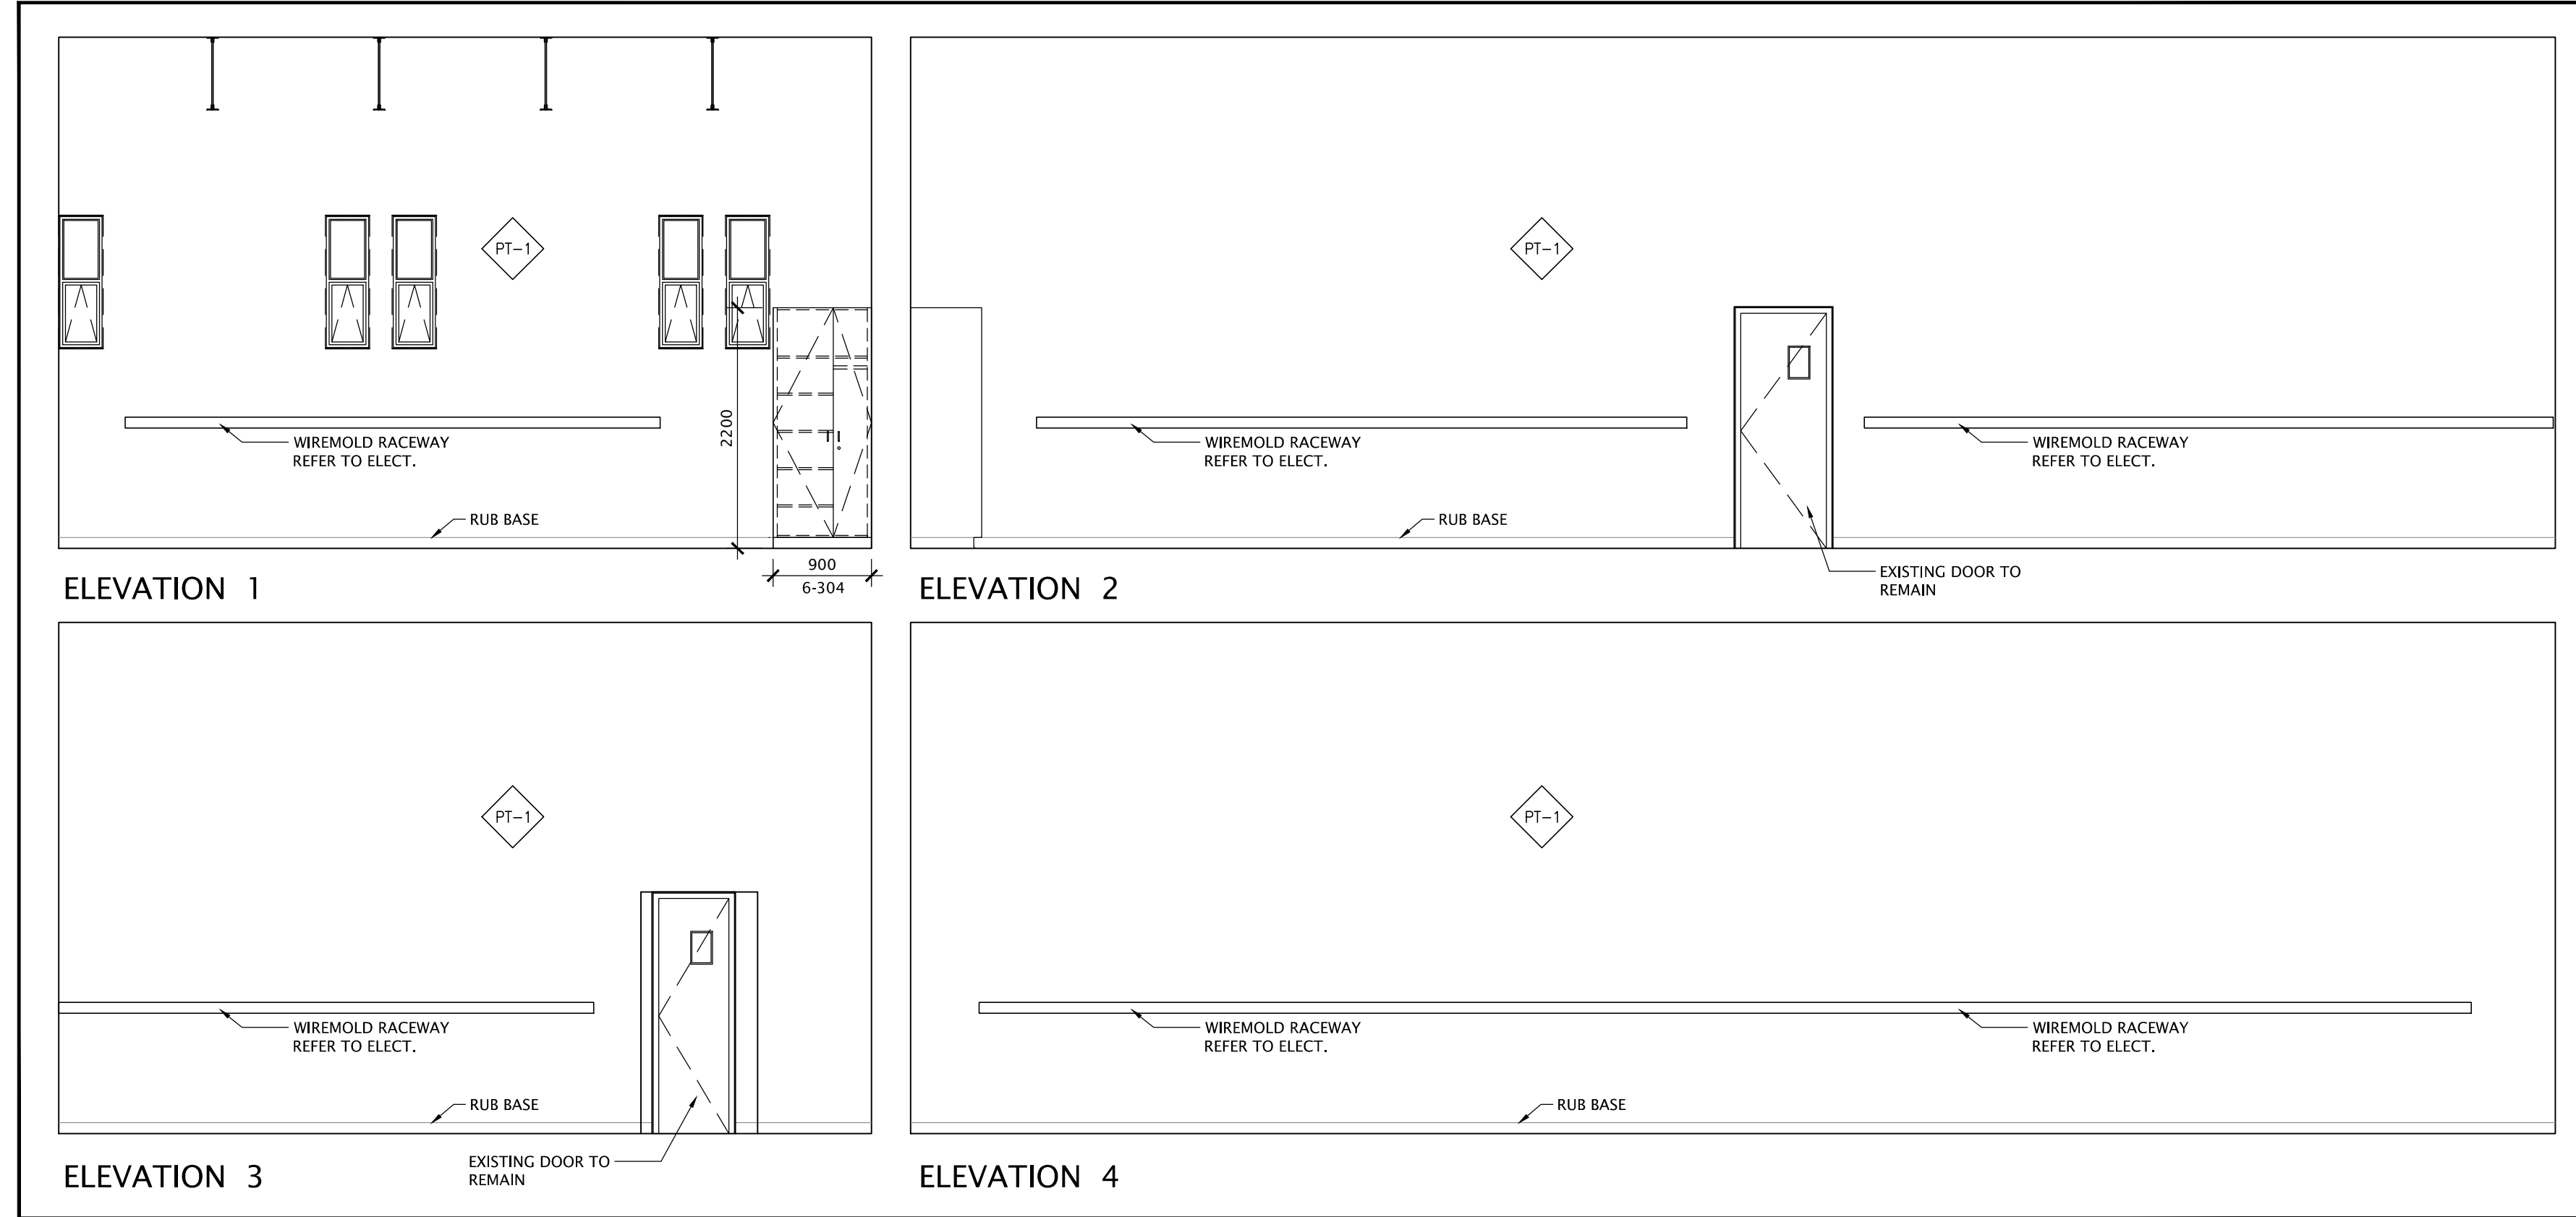 PT-1
2200
WIREMOLD RACEWAY
REFER TO ELECT.
RUB BASE
900
6-304
ELEVATION 1
PT-1
WIREMOLD RACEWAY
REFER TO ELECT.
WIREMOLD RACEWAY
REFER TO ELECT.
RUB BASE
EXISTING DOOR TO
REMAIN
ELEVATION 2
PT-1
WIREMOLD RACEWAY
REFER TO ELECT.
RUB BASE
EXISTING DOOR TO
REMAIN
ELEVATION 3
PT-1
WIREMOLD RACEWAY
REFER TO ELECT.
WIREMOLD RACEWAY
REFER TO ELECT.
RUB BASE
ELEVATION 4